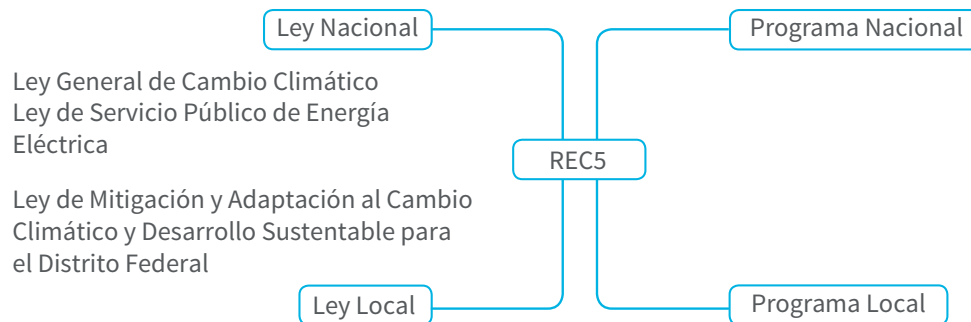 Ley Nacional
Programa Nacional
Ley General de Cambio Climático
Ley de Servicio Público de Energía
Eléctrica
REC5
Ley de Mitigación y Adaptación al Cambio
Climático y Desarrollo Sustentable para
el Distrito Federal
Ley Local
Programa Local